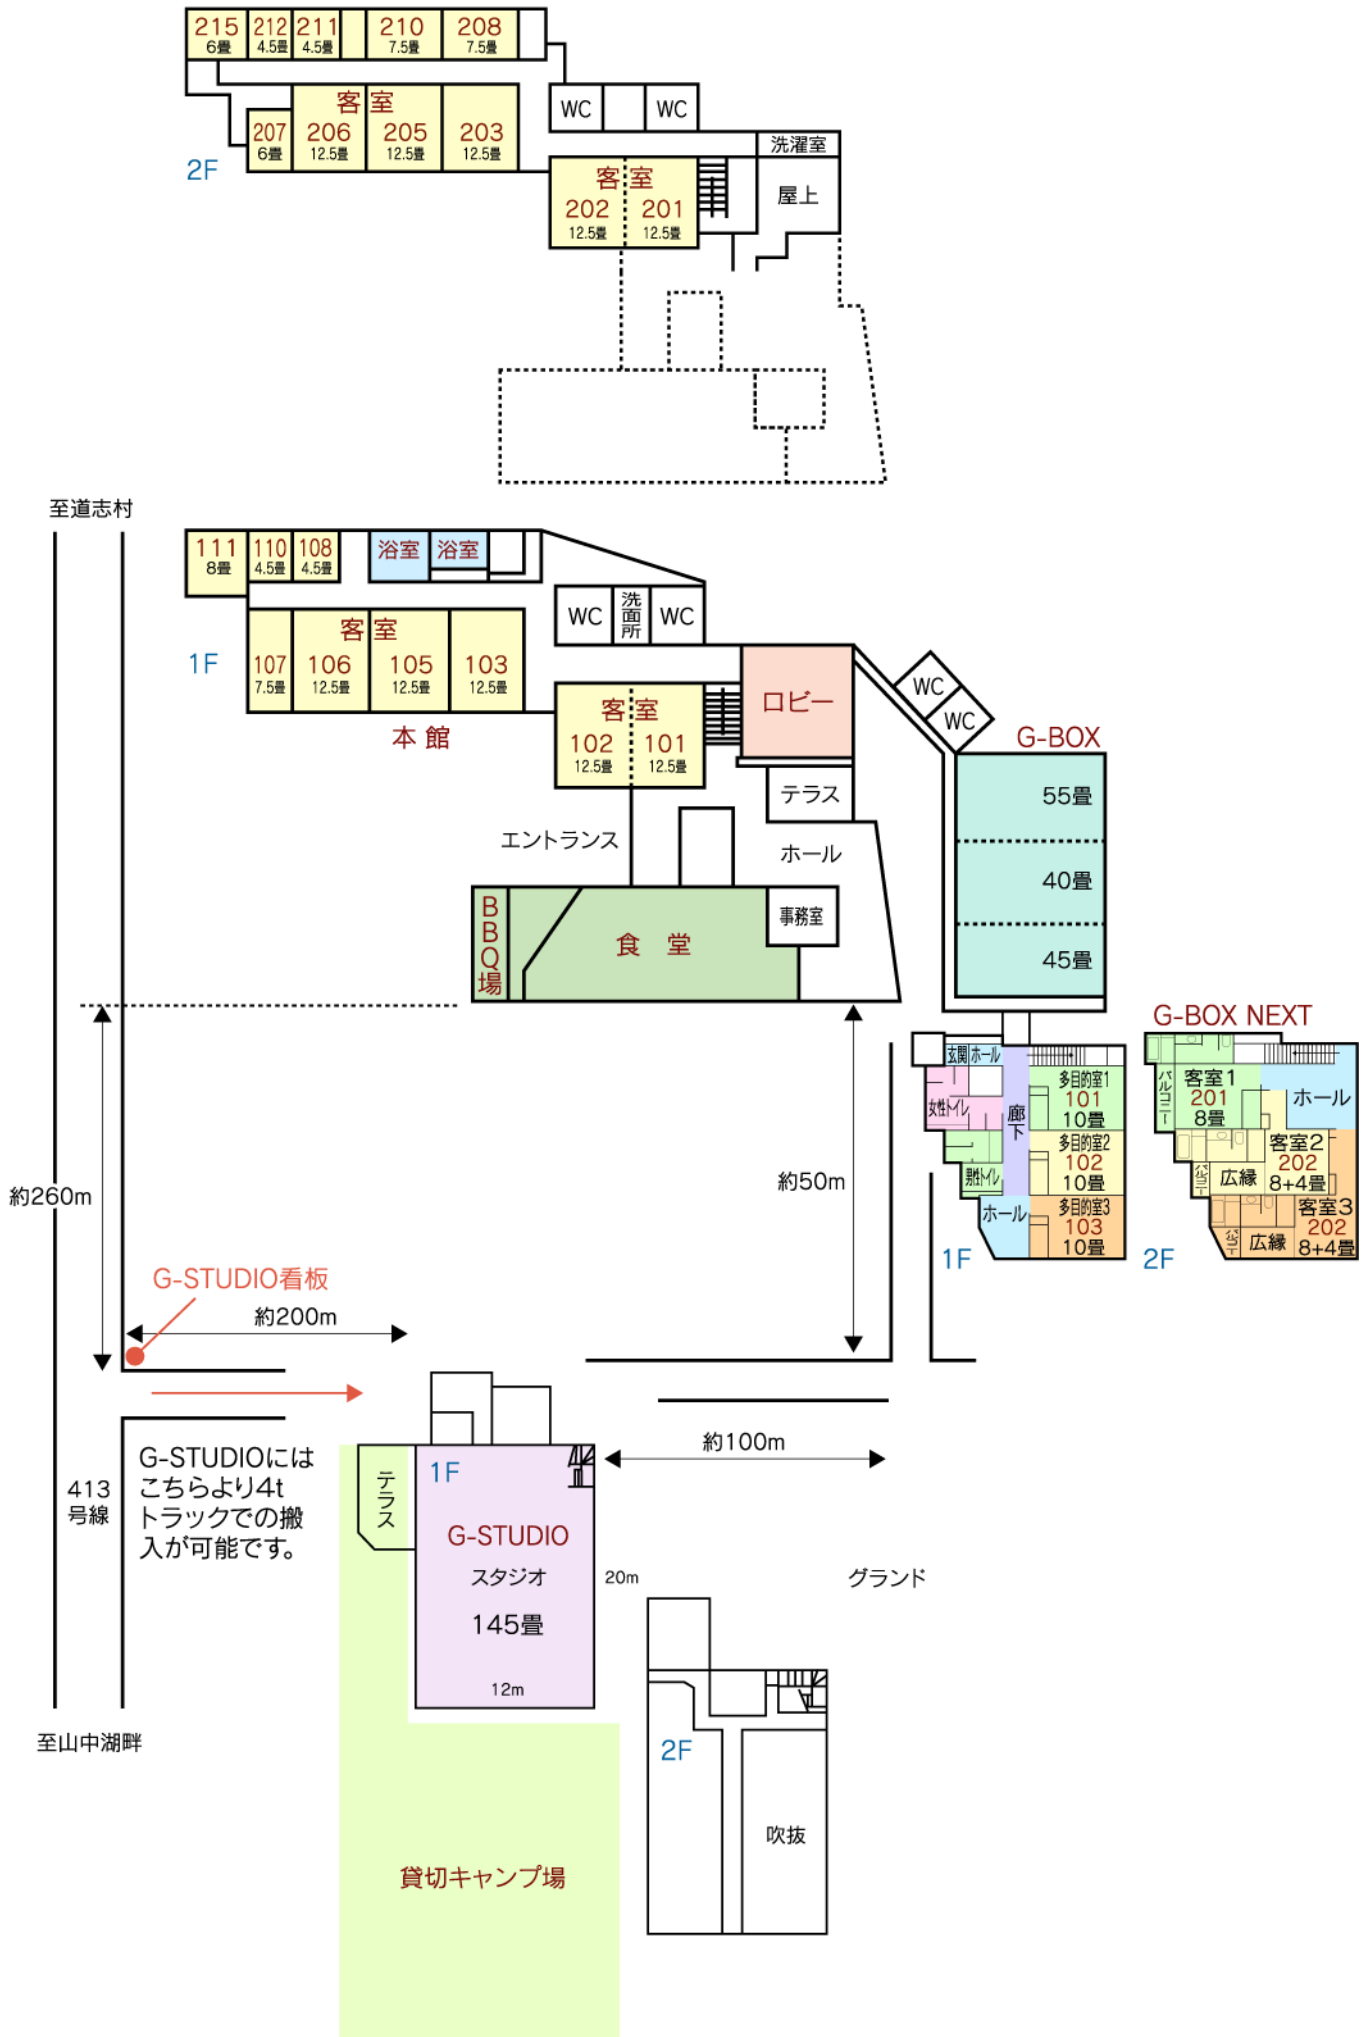 215 212 211 210 208
6畳 4.5畳 4.5畳 7.5畳 7.5畳
客室
WC WC
207 206 205 203
6畳 12.5畳 12.5畳 12.5畳
洗濯室
2F
客室
屋上
202 201
12.5畳 12.5畳
至道志村
111 110 108 浴室 浴室
8畳 4.5畳 4.5畳
WC 洗面所 WC
客室
1F
107 106 105 103
7.5畳 12.5畳 12.5畳 12.5畳
本館
客室
102 101
12.5畳 12.5畳
ロビー
WC
WC
G-BOX
テラス
55畳
エントランス
ホール
40畳
BBQ場
食 堂
事務室
45畳
G-BOX NEXT
玄関 ホール
女性トイレ
廊下
多目的室1
101
10畳
多目的室2
102
10畳
男性トイレ
ホール
多目的室3
103
10畳
1F
バルコニー
客室1
201
8畳
ホール
バルコニー
広縁
客室2
202
8+4畳
バルコニー
広縁
客室3
202
8+4畳
2F
約260m
約50m
G-STUDIO看板
約200m
約100m
413
号線
G-STUDIOには
こちらより4t
トラックでの搬
入が可能です。
テラス
1F
G-STUDIO
スタジオ
145畳
20m
12m
グランド
至山中湖畔
2F
吹抜
貸切キャンプ場